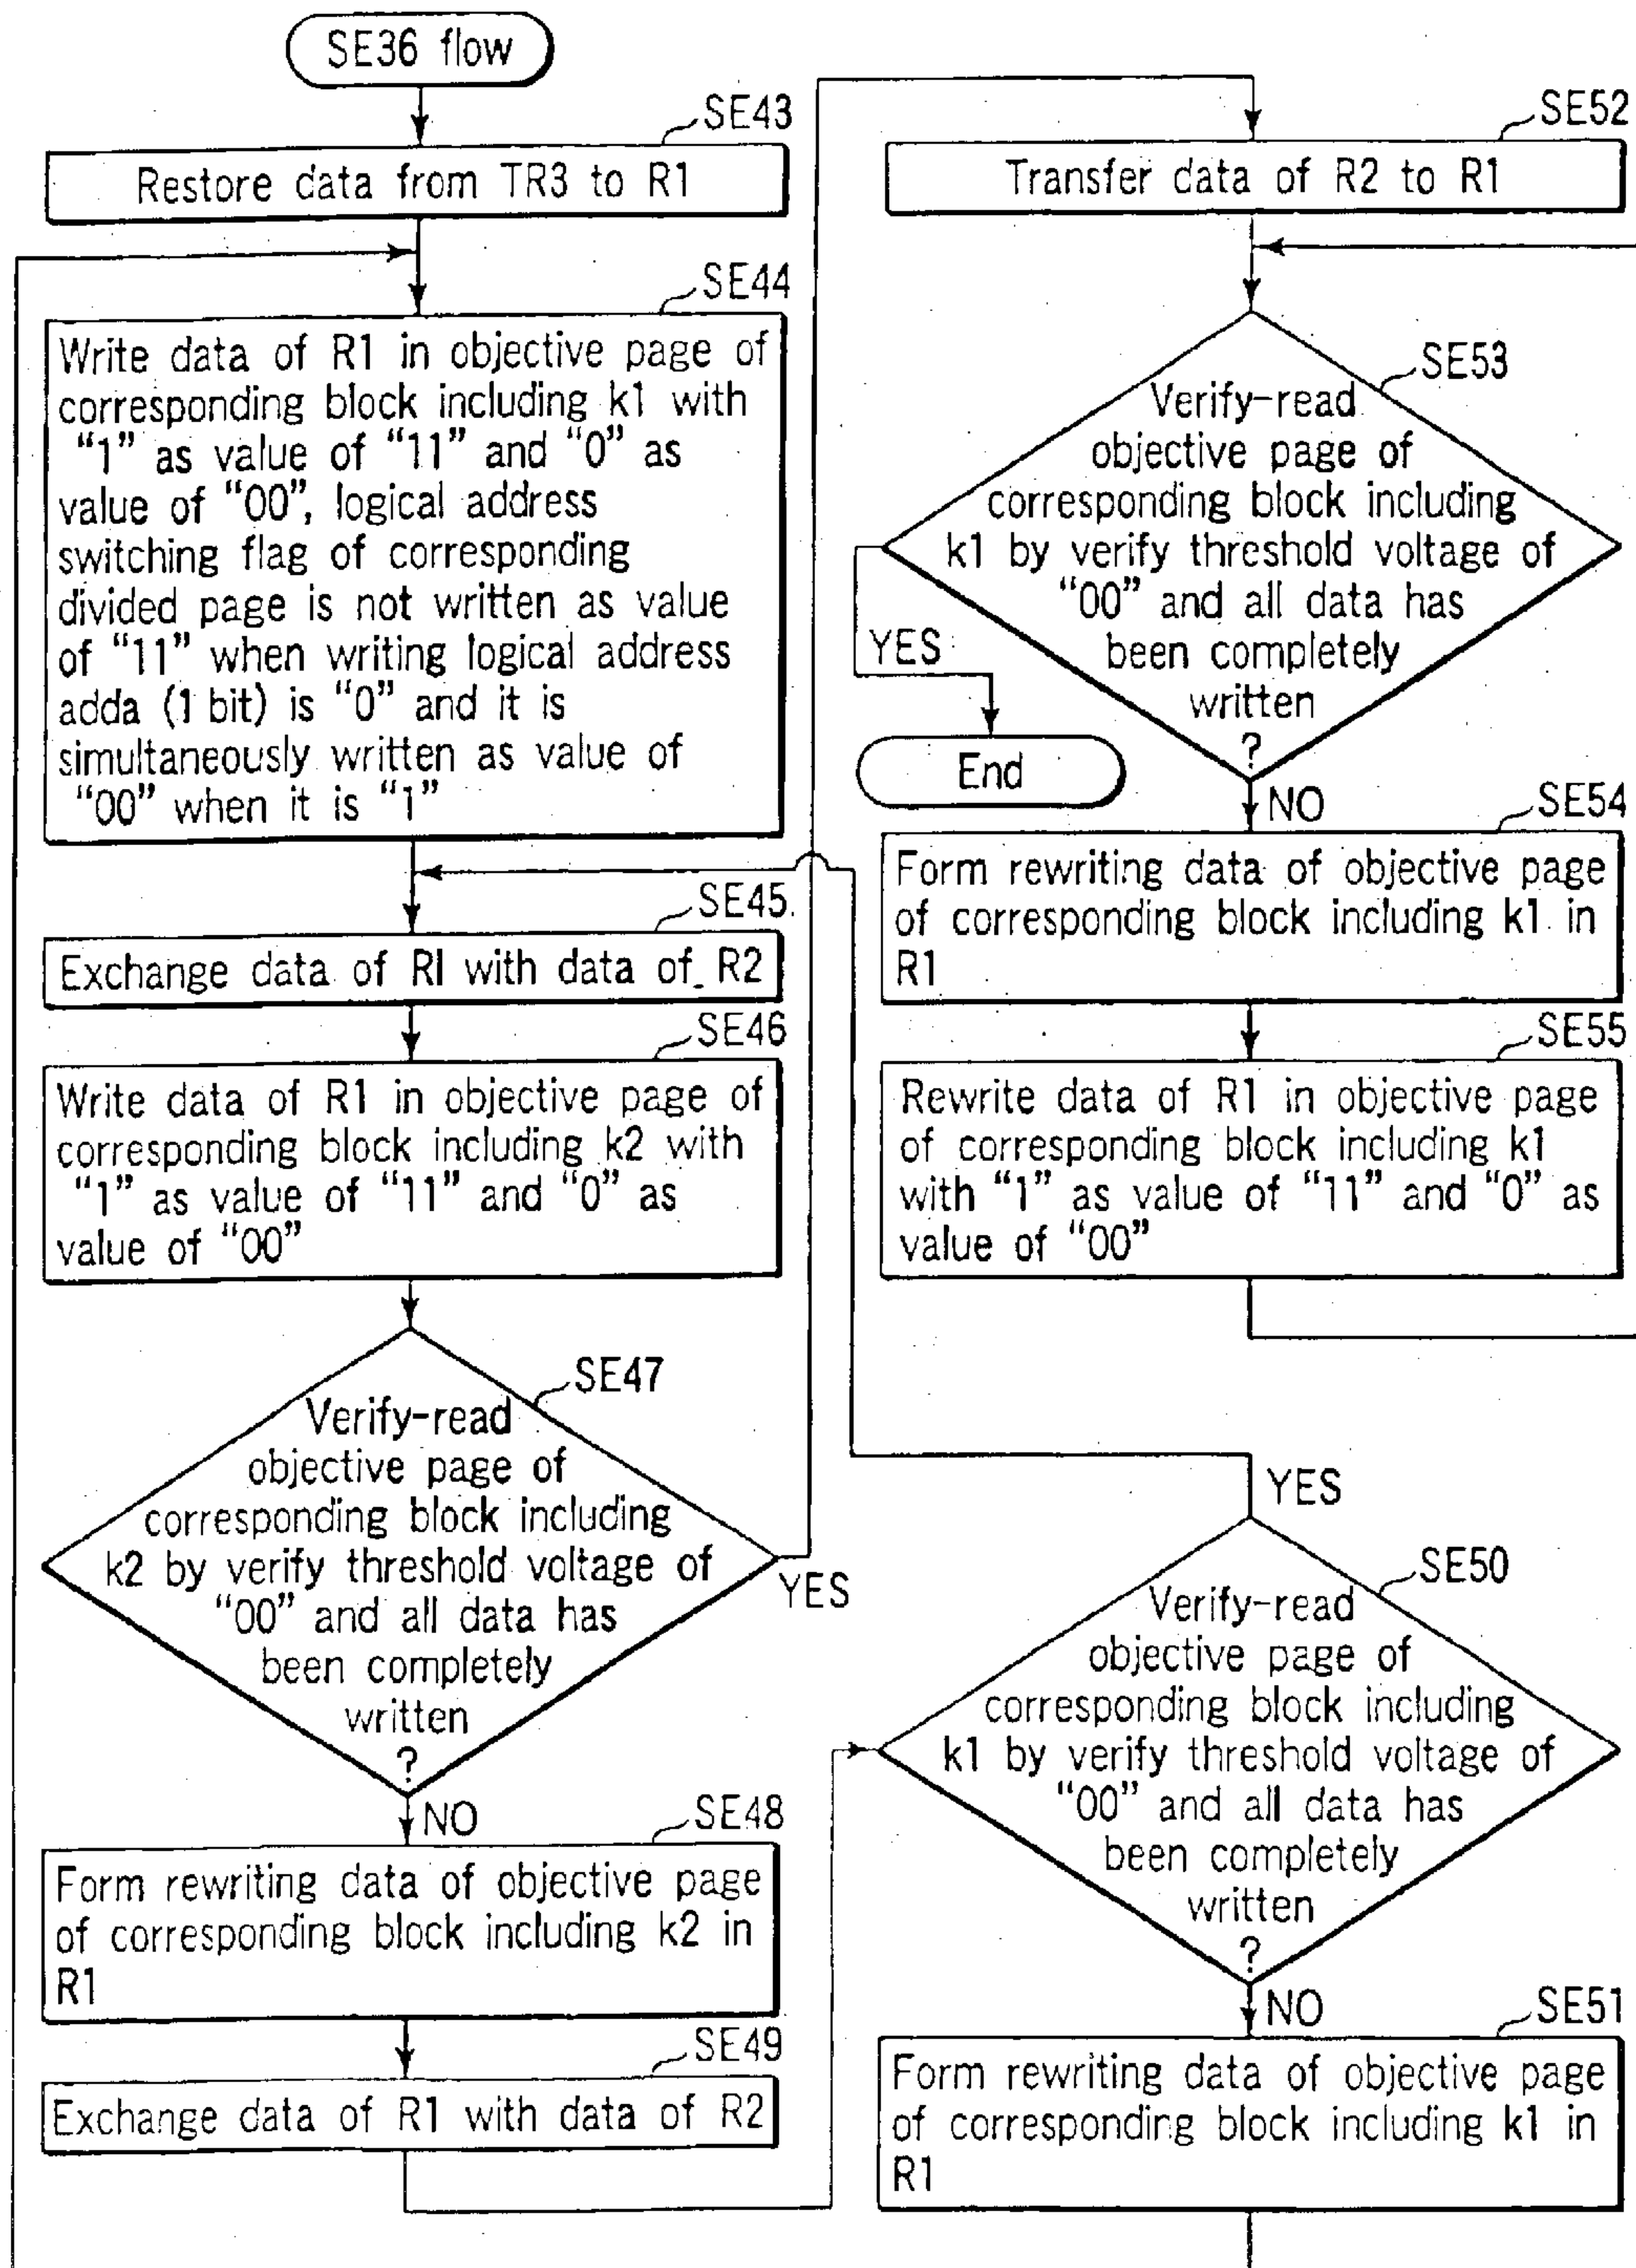 SE36 flow
SE43
Restore data from TR3 to R1
SE44
Write data of R1 in objective page of
corresponding block including k1 with
“1” as value of “11” and “0” as
value of “00”, logical address
switching flag of corresponding
divided page is not written as value
of “11” when writing logical address
adda (1 bit) is “0” and it is
simultaneously written as value of
“00” when it is “1”
SE45
Exchange data of RI with data of R2
SE46
Write data of R1 in objective page of
corresponding block including k2 with
“1” as value of “11” and “0” as
value of “00”
SE47
Verify-read
objective page of
corresponding block including
k2 by verify threshold voltage of
“00” and all data has
been completely
written
?
YES
NO
SE48
Form rewriting data of objective page
of corresponding block including k2 in
R1
SE49
Exchange data of R1 with data of R2
SE52
Transfer data of R2 to R1
SE53
Verify-read
objective page of
corresponding block including
k1 by verify threshold voltage of
“00” and all data has
been completely
written
?
YES
End
NO
SE54
Form rewriting data of objective page
of corresponding block including k1 in
R1
SE55
Rewrite data of R1 in objective page
of corresponding block including k1
with “1” as value of “11” and “0” as
value of “00”
YES
SE50
Verify-read
objective page of
corresponding block including
k1 by verify threshold voltage of
“00” and all data has
been completely
written
?
NO
SE51
Form rewriting data of objective page
of corresponding block including k1 in
R1